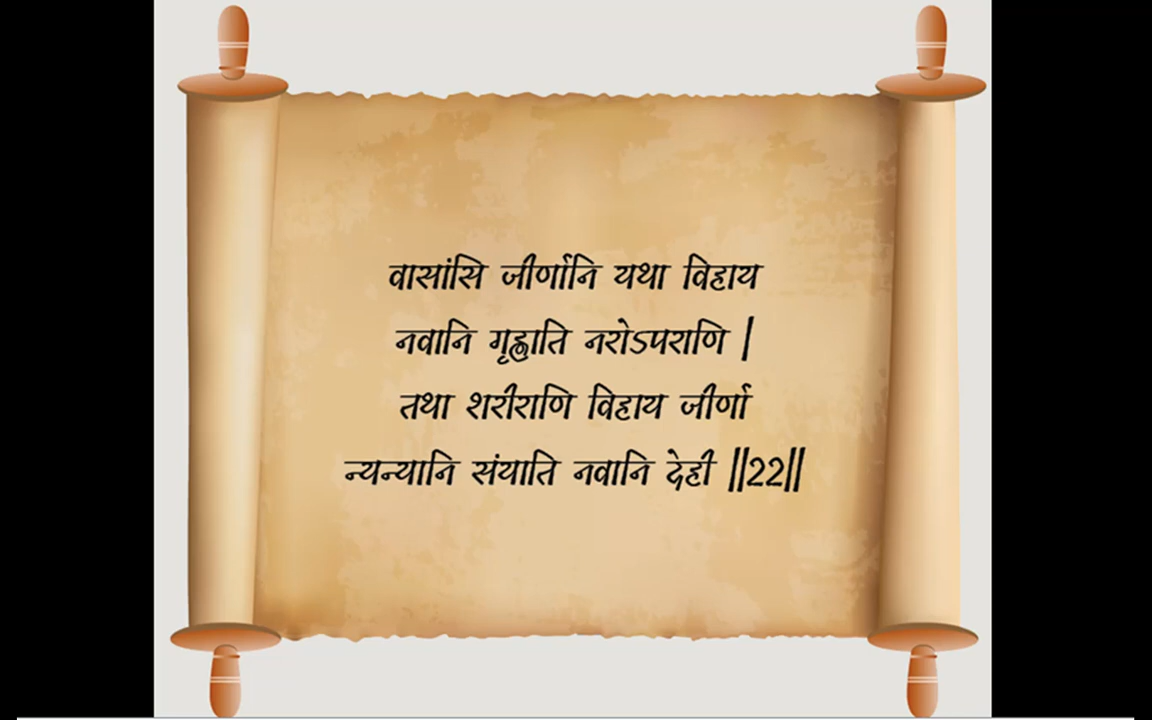 वासांसि जीर्णानि यथा विहाय
नवानि गृह्णाति नरोऽपराणि |
तथा शरीराणि विहाय जीर्णा
न्यन्यानि संयाति नवानि देही ||22||